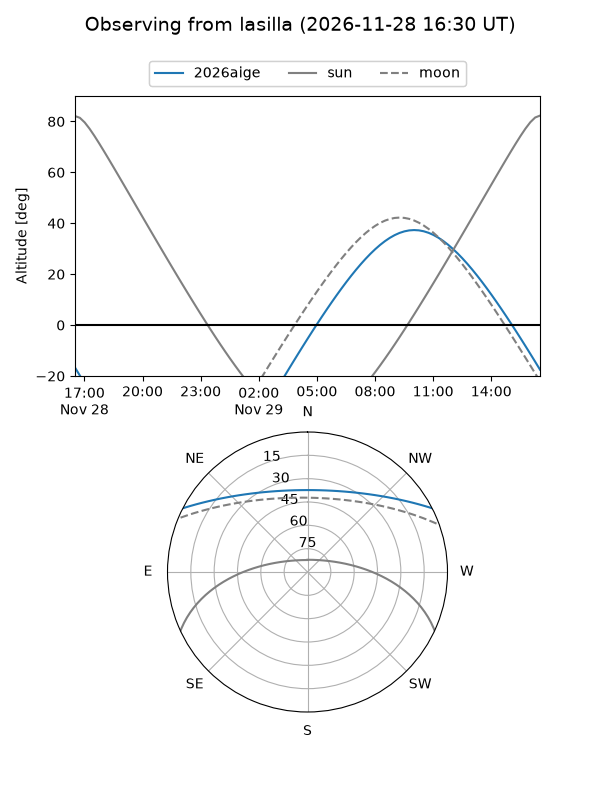 Observing from lasilla (2026-11-28 16:30 UT)
2026aige sun moon
Altitude [deg]
80
60
40
20
0
−20
17:00 20:00 23:00 02:00 05:00 08:00 11:00 14:00
Nov 28 Nov 29
N
NE NW
15
30
45
60
75
E W
SE SW
S